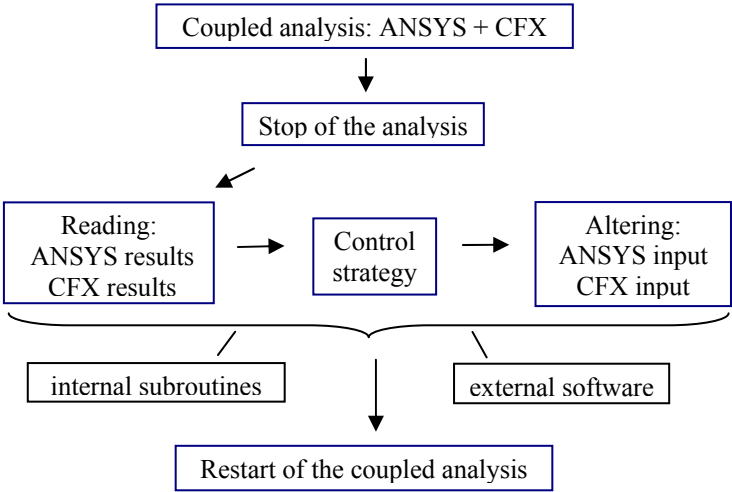 Coupled analysis: ANSYS + CFX
Stop of the analysis
Reading:
ANSYS results
CFX results
Control
strategy
Altering:
ANSYS input
CFX input
internal subroutines
external software
Restart of the coupled analysis